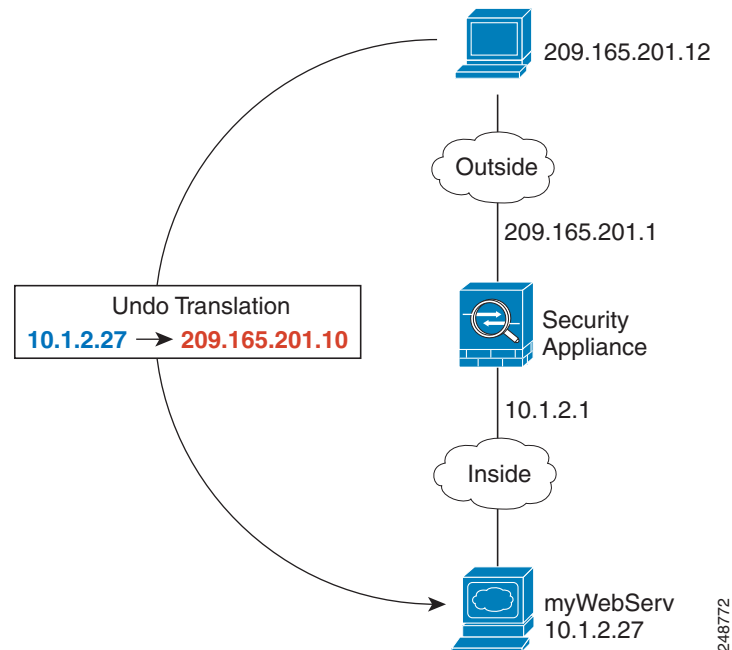 209.165.201.12
Outside
209.165.201.1
Undo Translation
10.1.2.27 → 209.165.201.10
Security
Appliance
10.1.2.1
Inside
myWebServ
10.1.2.27
248772